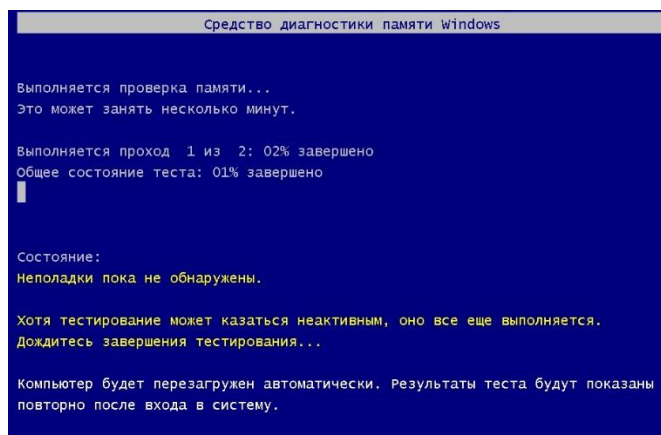 Средство диагностики памяти Windows
Выполняется проверка памяти...
Это может занять несколько минут.
Выполняется проход 1 из 2: 02% завершено
Общее состояние теста: 01% завершено
Состояние:
Неполадки пока не обнаружены.
Хотя тестирование может казаться неактивным, оно все еще выполняется.
Дождитесь завершения тестирования...
Компьютер будет перезагружен автоматически. Результаты теста будут показаны
повторно после входа в систему.